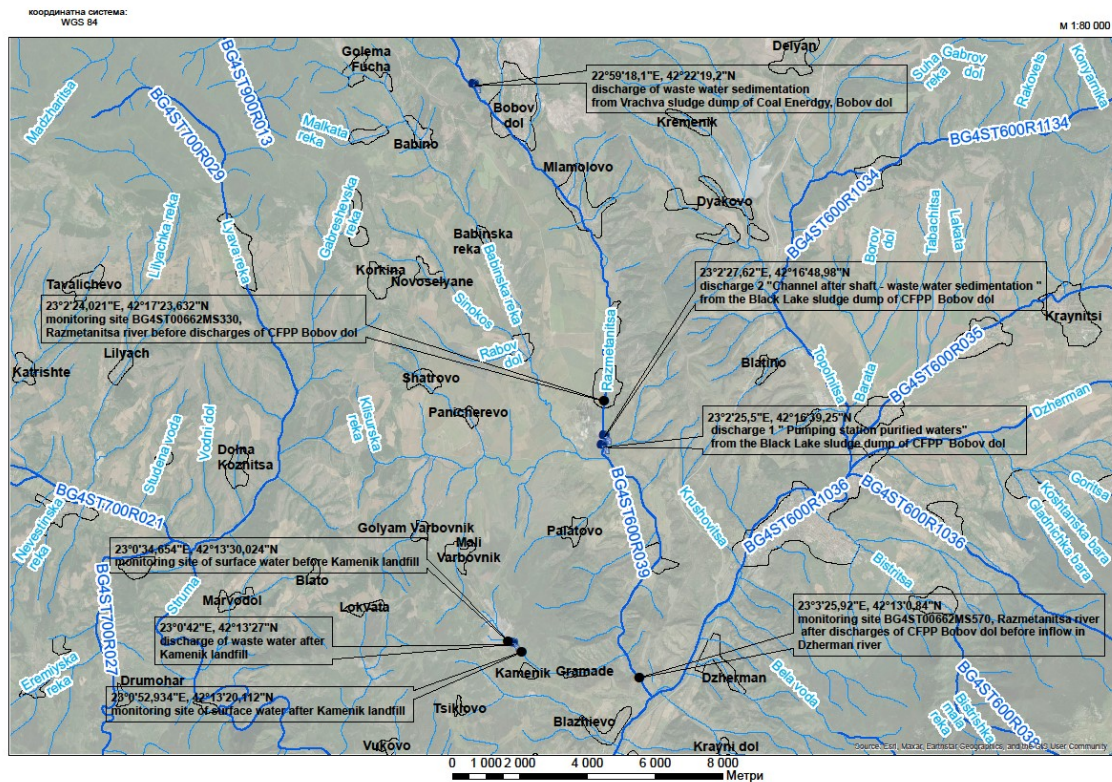 координатна система:
WGS 84
М 1:80 000
Golema
Fucha
Delyan
Suha
reka
Gabrov
dol
Rakovets
Konyarnika
Madzharitsa
BG4ST700R029
BG4ST900R013
Malkata
reka
Babino
Bobov
dol
22°59'18,1"E, 42°22'19,2"N
discharge of waste water sedimentation
from Vrachva sludge dump of Coal Enerdgy, Bobov dol
Kremenik
BG4ST600R1134
Mlamolovo
Dyakovo
BG4ST600R1034
Lilyachka reka
Lyava reka
Gabreshevska
reka
Babinska
reka
Babinska reka
Borov
dol
Tabachitsa
Lakata
Korkina
Novoselyane
Tavalichevo
Sinokos
23°2'24,021"E, 42°17'23,632"N
monitoring site BG4ST00662MS330,
Razmetanitsa river before discharges of CFPP Bobov dol
23°2'27,62"E, 42°16'48,98"N
discharge 2 "Channel after shaft - waste water sedimentation "
from the Black Lake sludge dump of CFPP Bobov dol
Kraynitsi
Rabov
dol
Razmetanitsa
Lilyach
Katrishte
Shatrovo
Blatino
Topolnitsa
Barata
BG4ST600R035
Dzherman
Panicherevo
Klisurska
reka
Studena voda
Vodni dol
Dolna
Koznitsa
23°2'25,5"E, 42°16'39,25"N
discharge 1 " Pumping station purified waters"
from the Black Lake sludge dump of CFPP Bobov dol
BG4ST700R021
Nevestinska
reka
Golyam Varbovnik
Mali
Varbovnik
Palatovo
BG4ST600R039
Krushovitsa
BG4ST600R1036
BG4ST600R1036
Goritsa
Koshtanska bara
Gladnichka bara
23°0'34,654"E, 42°13'30,024"N
monitoring site of surface water before Kamenik landfill
Blato
Struma
Marvodol
Lokvata
Bistritsa
23°3'25,92"E, 42°13'0,84"N
monitoring site BG4ST00662MS570, Razmetanitsa river
after discharges of CFPP Bobov dol before inflow in
Dzherman river
23°0'42"E, 42°13'27"N
discharge of waste water after
Kamenik landfill
BG4ST700R027
Eremiyska
reka
Drumohar
Kamenik
Gramade
Dzherman
Bela voda
23°0'52,934"E, 42°13'20,112"N
monitoring site of surface water after Kamenik landfill
Tsiklovo
Blazhievo
Bistrishka
mala
reka
Vukovo
Krayni dol
Source: Esri, Maxar, Earthstar Geographics, and the GIS User Community
0 1 000 2 000 4 000 6 000 8 000
Метри